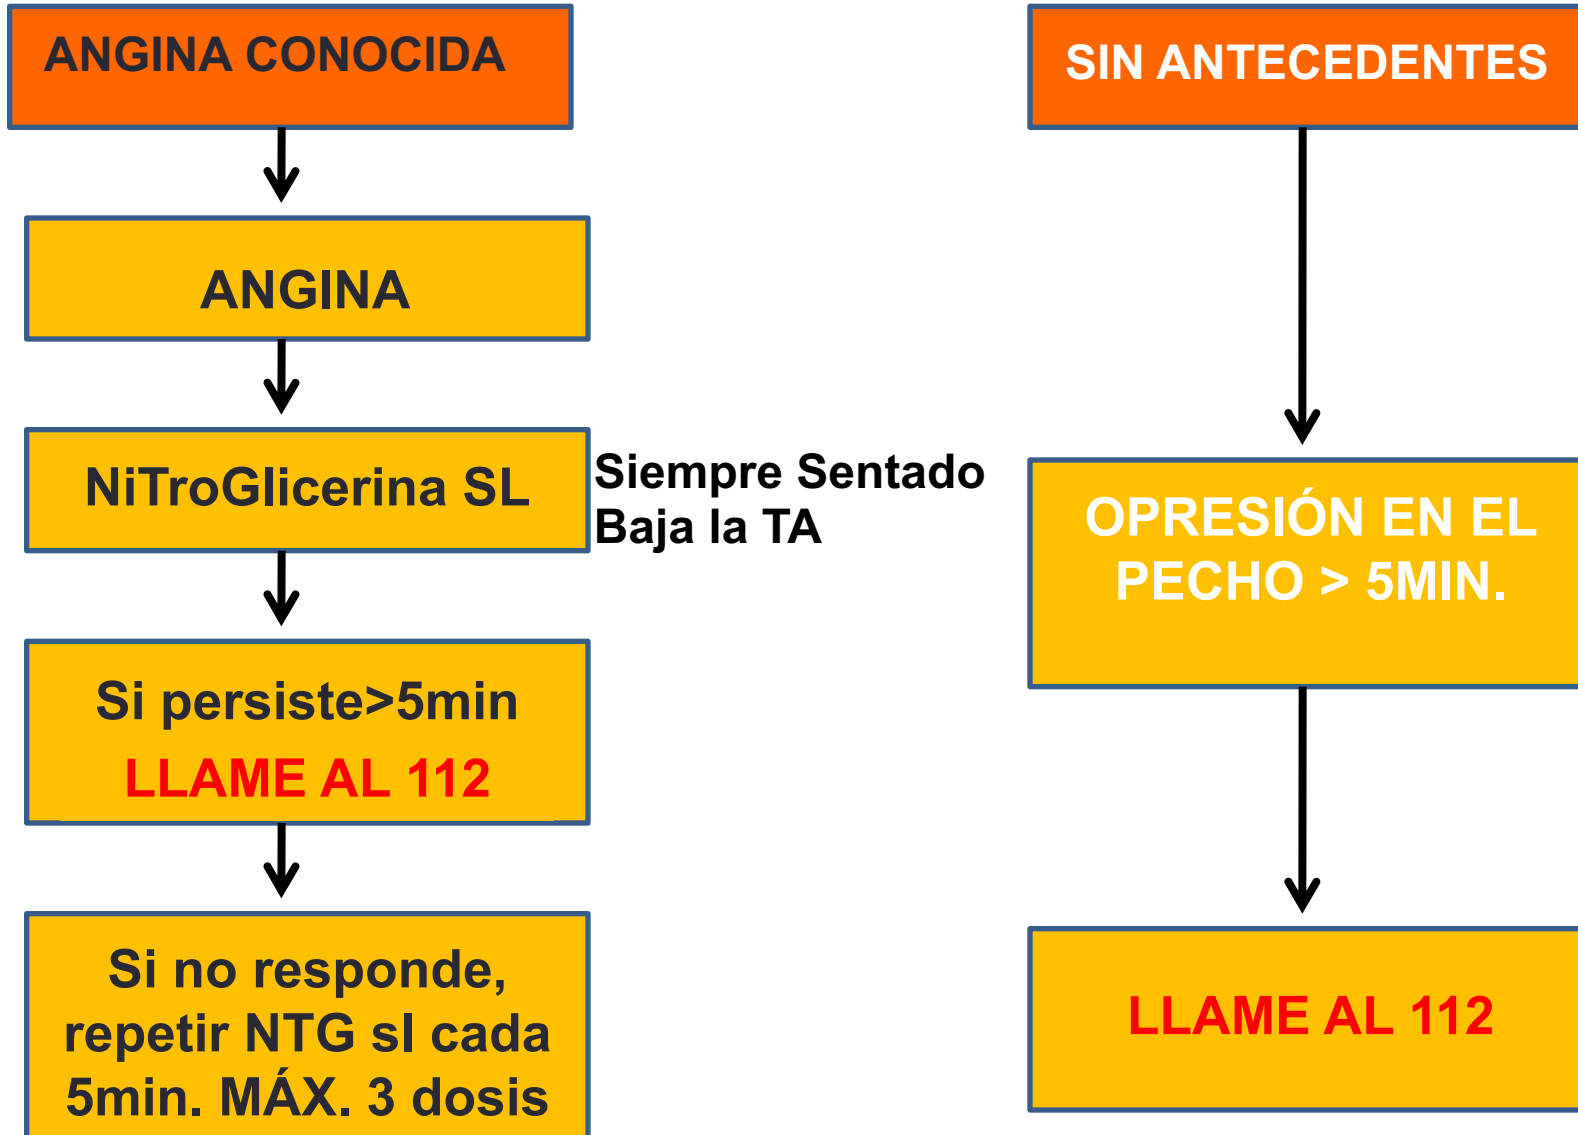 ANGINA CONOCIDA
ANGINA
NiTroGlicerina SL
Siempre Sentado
Baja la TA
Si persiste>5min
LLAME AL 112
Si no responde,
repetir NTG sl cada
5min. MÁX. 3 dosis
SIN ANTECEDENTES
OPRESIÓN EN EL
PECHO > 5MIN.
LLAME AL 112